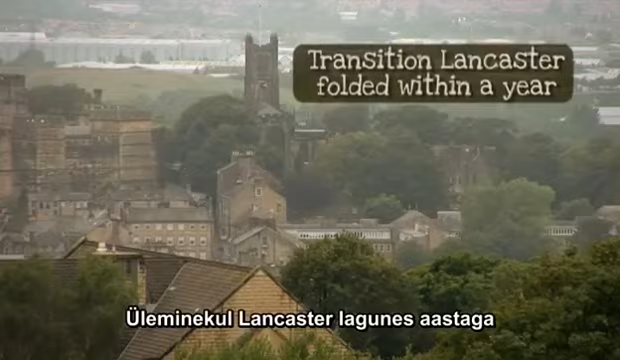 Transition Lancaster
folded within a year
Üleminekul Lancaster lagunes aastaga